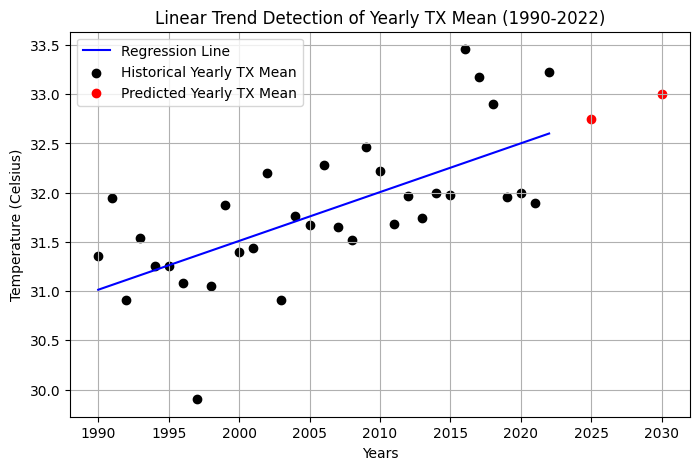 Linear Trend Detection of Yearly TX Mean (1990-2022)
Regression Line
Historical Yearly TX Mean
Predicted Yearly TX Mean
Temperature (Celsius)
33.5
33.0
32.5
32.0
31.5
31.0
30.5
30.0
1990 1995 2000 2005 2010 2015 2020 2025 2030
Years